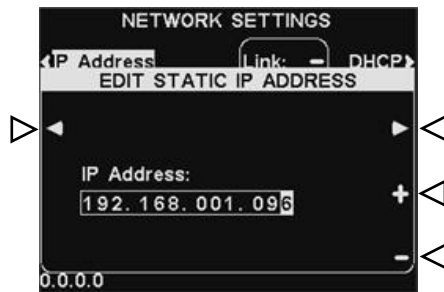 NETWORK SETTINGS
IP Address Link: – DHCP
EDIT STATIC IP ADDRESS
IP Address:
192.168.001.096
+
–
0.0.0.0